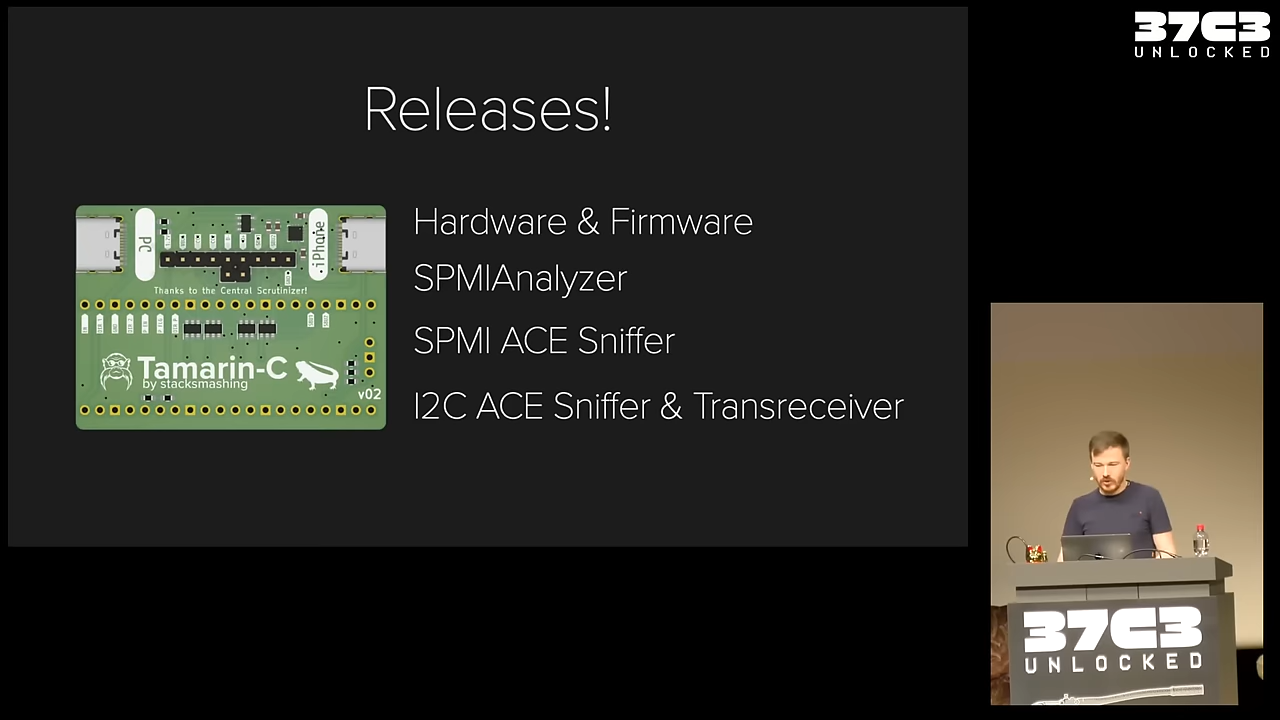 37C3
UNLOCKED
Releases!
PC
iPhone
Thanks to the Central Scrutinizer!
Tamarin-C
by stacksmashing
v02
Hardware & Firmware
SPMIAnalyzer
SPMI ACE Sniffer
I2C ACE Sniffer & Transreceiver
37C3
UNLOCKED